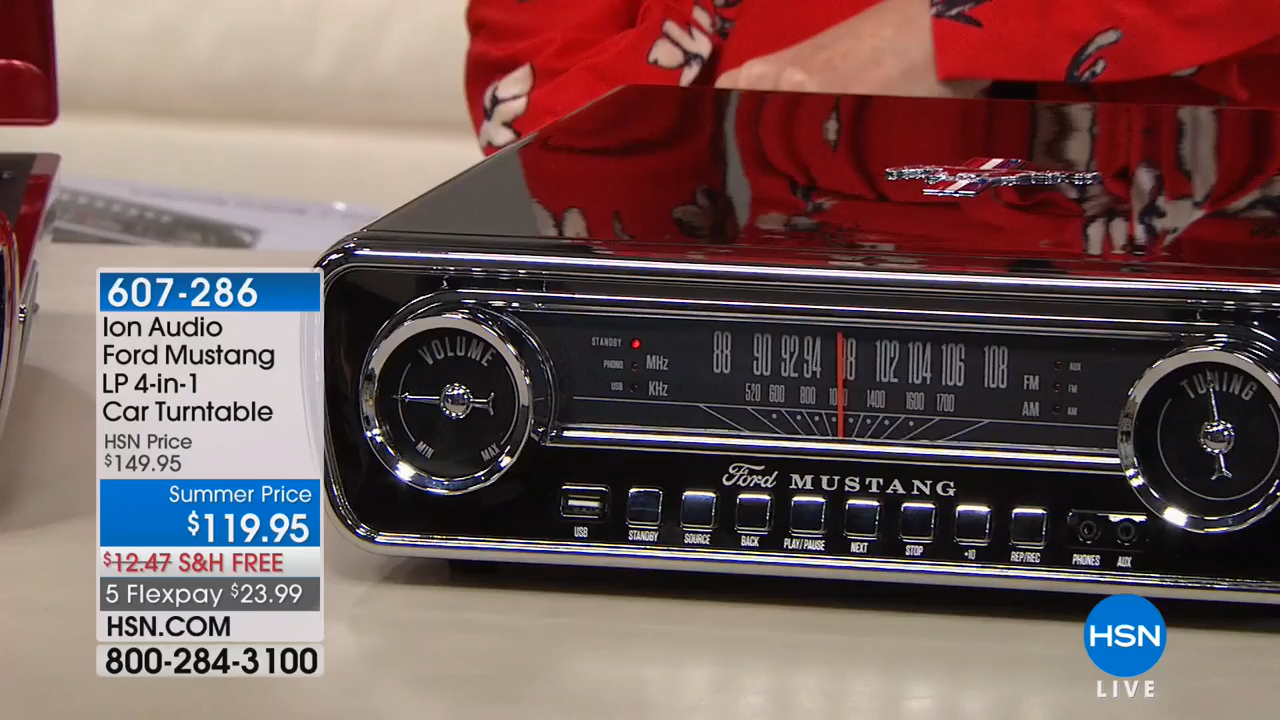 607-286
Ion Audio
Ford Mustang
LP 4-in-1
Car Turntable
HSN Price
$149.95
Summer Price
$119.95
$12.47 S&H FREE
5 Flexpay $23.99
HSN.COM
800-284-3100
VOLUME
MIN MAX
STANDBY
PHONO MHz
USB KHz
88 90 92 94 98 102 104 106 108
520 600 800 1400 1600 1700
FM
AM
AUX
FM
AM
TUNING
Ford MUSTANG
USB STANDBY SOURCE BACK PLAY/PAUSE NEXT STOP +10 REP/REC PHONES AUX
HSN
LIVE